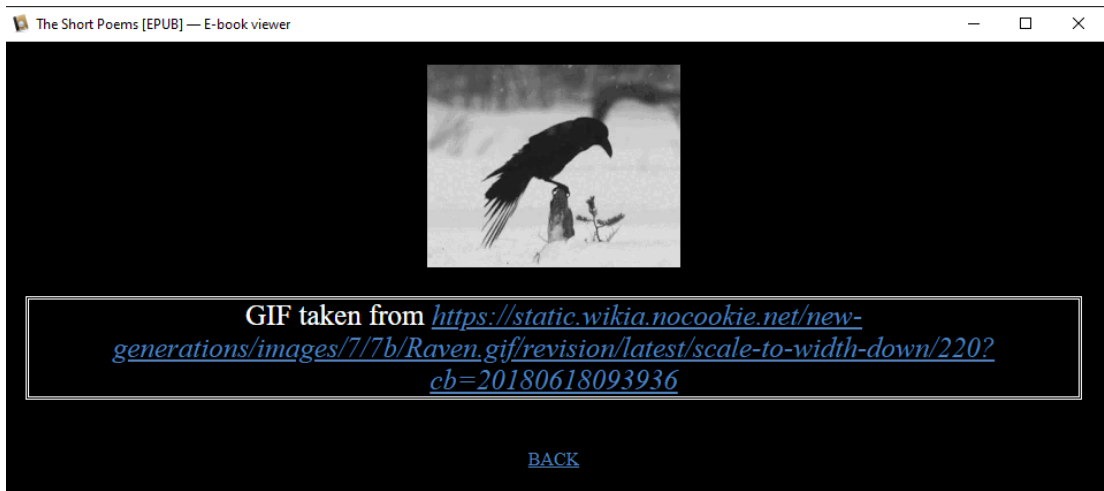 The Short Poems [EPUB] — E-book viewer
GIF taken from https://static.wikia.nocookie.net/new-
generations/images/7/7b/Raven.gif/revision/latest/scale-to-width-down/220?
cb=20180618093936
BACK